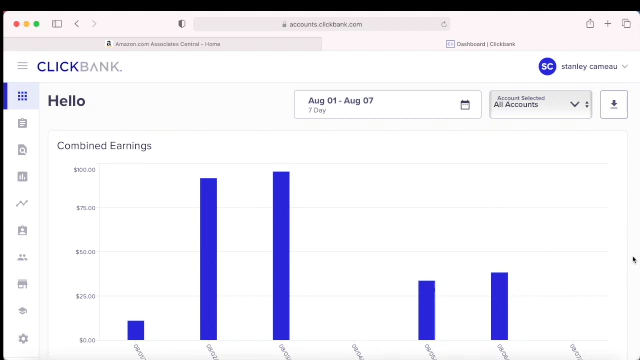 accounts.clickbank.com
Amazon.com Associates Central - Home
Dashboard | Clickbank
CLICKBANK.
SC
stanley cameau
Hello
Aug 01 - Aug 07
7 Day
Account Selected
All Accounts
Combined Earnings
$100.00
$75.00
$50.00
$25.00
$0.00